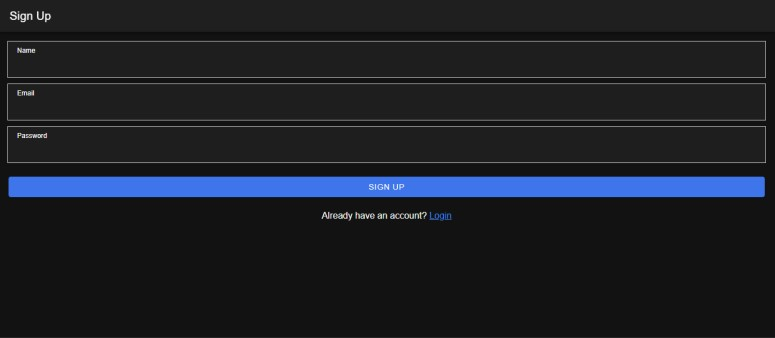 Sign Up
Name
Email
Password
SIGN UP
Already have an account? Login